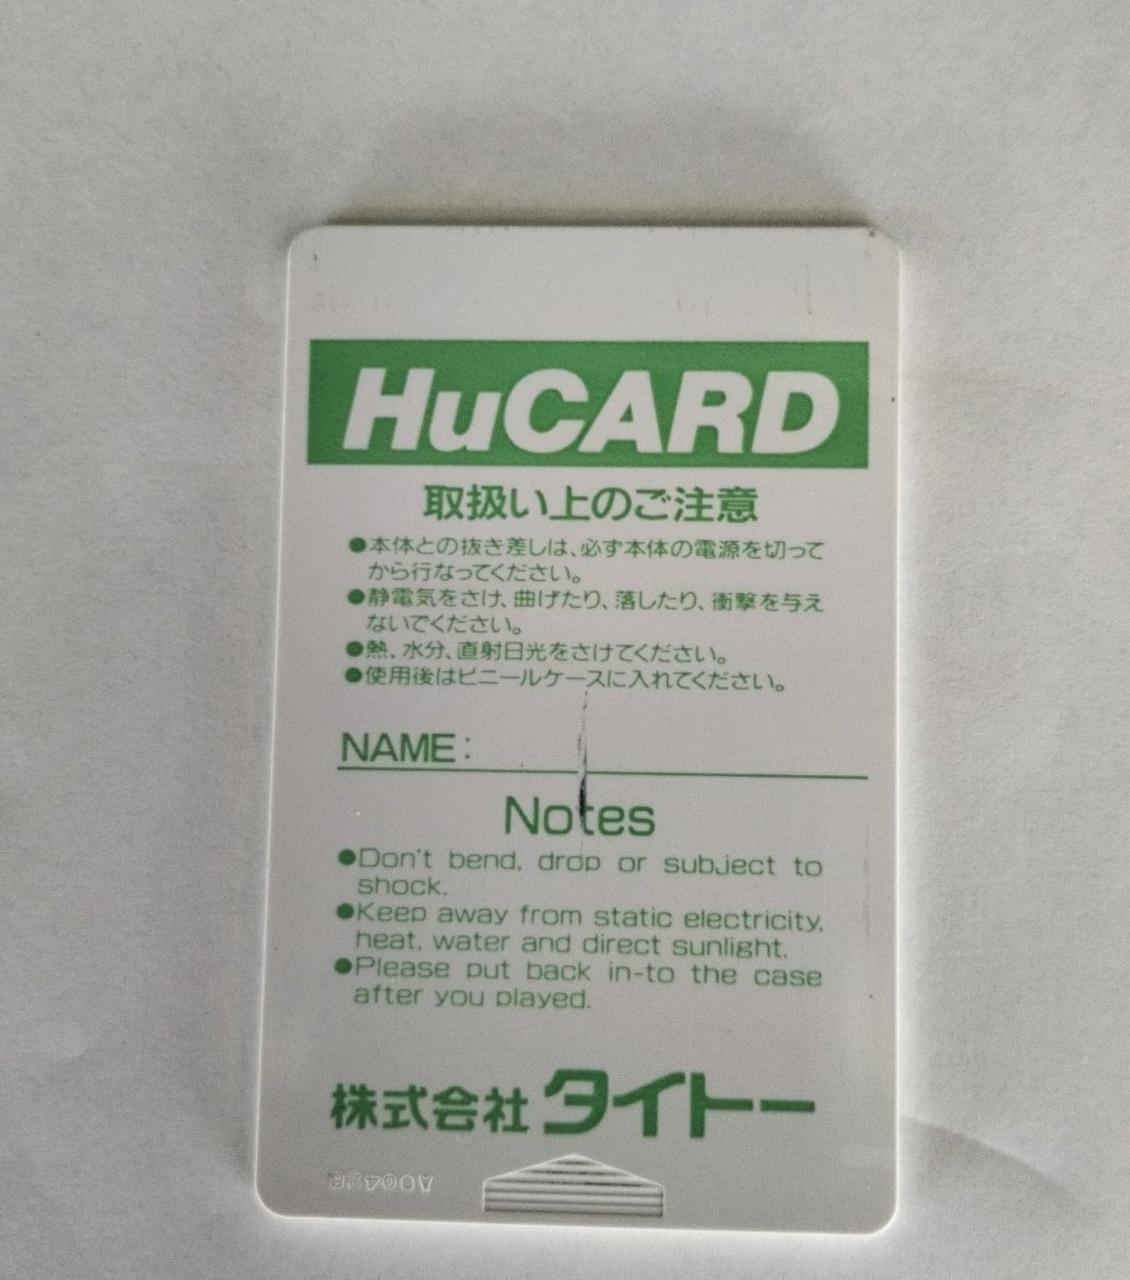 HuCARD
取扱い上のご注意
●本体との抜き差しは、必ず本体の電源を切って
から行なってください。
●静電気をさけ、曲げたり、落したり、衝撃を与え
ないでください。
●熱、水分、直射日光をさけてください。
●使用後はビニールケースに入れてください。
NAME:
Notes
●Don't bend, drop or subject to
shock.
●Keep away from static electricity,
heat, water and direct sunlight.
●Please put back in-to the case
after you played.
株式会社タイトー